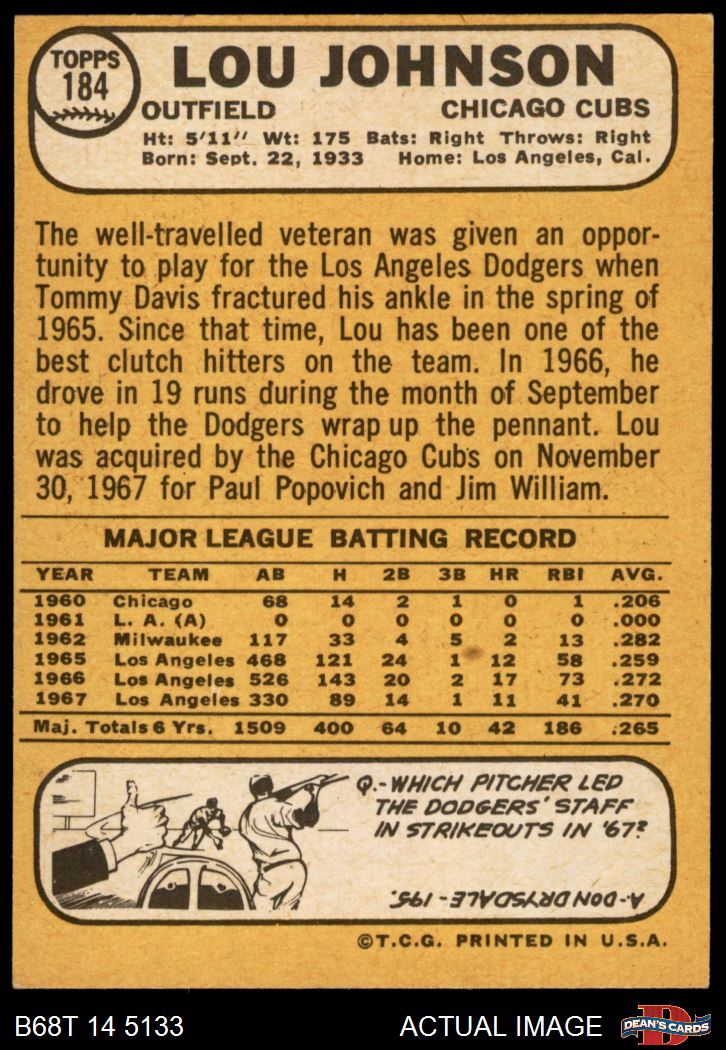 TOPPS
184
LOU JOHNSON
OUTFIELD CHICAGO CUBS
Ht: 5'11" Wt: 175 Bats: Right Throws: Right
Born: Sept. 22, 1933 Home: Los Angeles, Cal.
The well-travelled veteran was given an oppor-
tunity to play for the Los Angeles Dodgers when
Tommy Davis fractured his ankle in the spring of
1965. Since that time, Lou has been one of the
best clutch hitters on the team. In 1966, he
drove in 19 runs during the month of September
to help the Dodgers wrap up the pennant. Lou
was acquired by the Chicago Cubs on November
30, 1967 for Paul Popovich and Jim William.
MAJOR LEAGUE BATTING RECORD
YEAR TEAM AB H 2B 3B HR RBI AVG.
1960 Chicago 68 14 2 1 0 1 .206
1961 L. A. (A) 0 0 0 0 0 0 .000
1962 Milwaukee 117 33 4 5 2 13 .282
1965 Los Angeles 468 121 24 1 12 58 .259
1966 Los Angeles 526 143 20 2 17 73 .272
1967 Los Angeles 330 89 14 1 11 41 .270
Maj. Totals 6 Yrs. 1509 400 64 10 42 186 .265
Q.-WHICH PITCHER LED
THE DODGERS' STAFF
IN STRIKEOUTS IN '67?
A-DON DRYSDALE-195.
©T.C.G. PRINTED IN U.S.A.
B68T 14 5133 ACTUAL IMAGE
D
DEAN'S CARDS